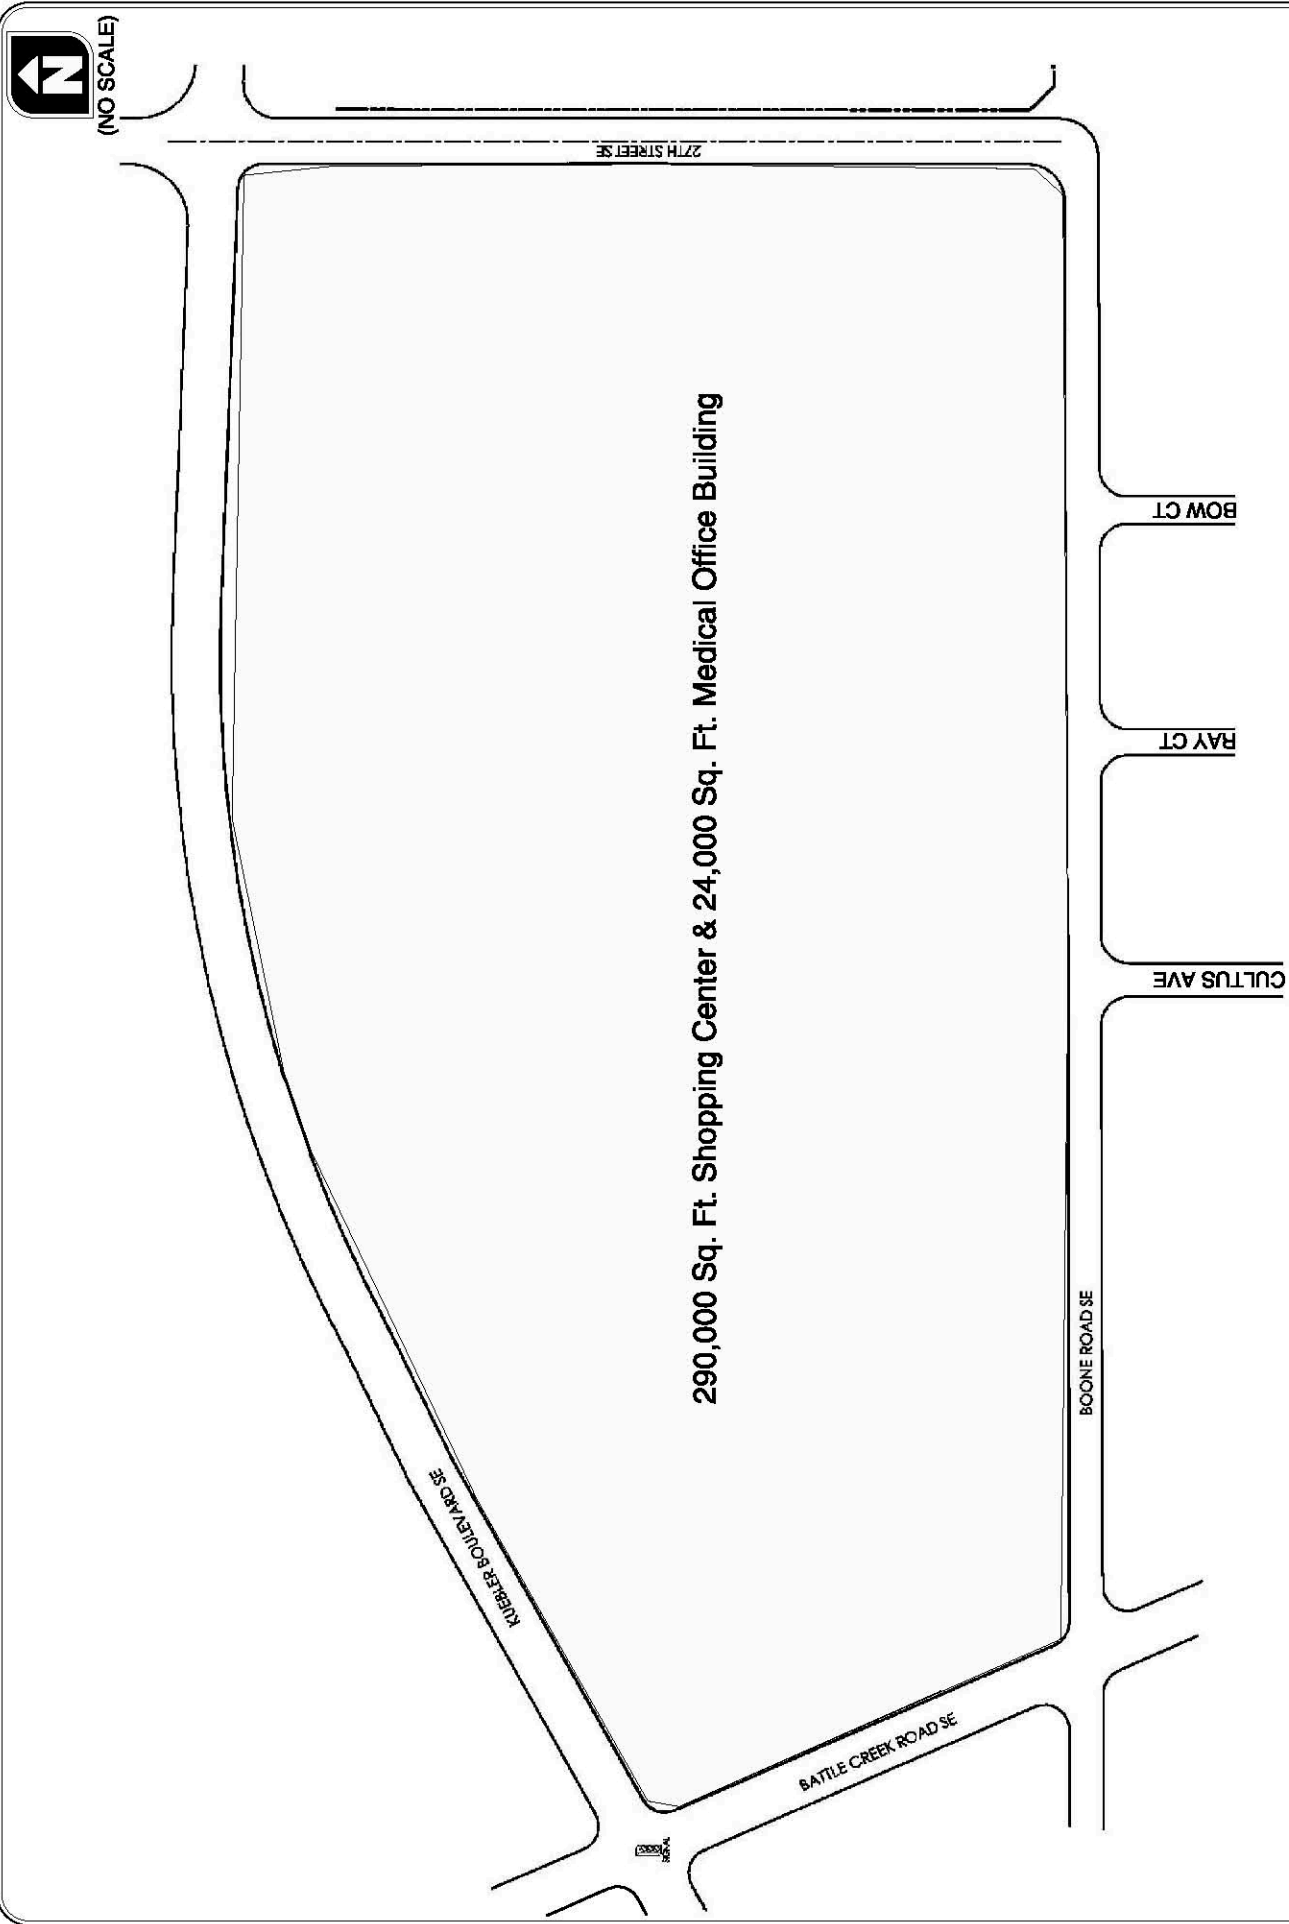 N
(NO SCALE)
27TH STREET SE
KUEBLER BOULEVARD SE
290,000 Sq. Ft. Shopping Center & 24,000 Sq. Ft. Medical Office Building
BATTLE CREEK ROAD SE
SIGNAL
BOONE ROAD SE
CULTUS AVE
RAY CT
BOW CT